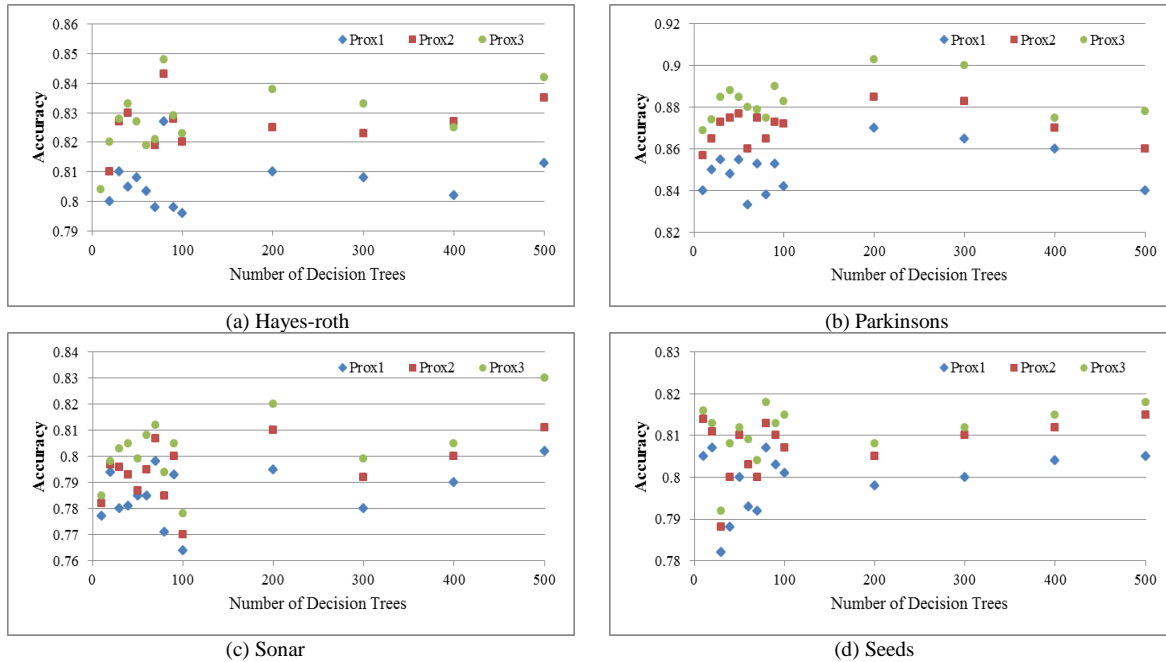 0.86
Prox1 Prox2 Prox3
0.85
0.84
0.83
0.82
0.81
0.8
0.79
0 100 200 300 400 500
Accuracy
Number of Decision Trees
(a) Hayes-roth
0.92
Prox1 Prox2 Prox3
0.9
0.88
0.86
0.84
0.82
0 100 200 300 400 500
Accuracy
Number of Decision Trees
(b) Parkinsons
0.84
Prox1 Prox2 Prox3
0.83
0.82
0.81
0.8
0.79
0.78
0.77
0.76
0 100 200 300 400 500
Accuracy
Number of Decision Trees
(c) Sonar
0.83
Prox1 Prox2 Prox3
0.82
0.81
0.8
0.79
0.78
0 100 200 300 400 500
Accuracy
Number of Decision Trees
(d) Seeds